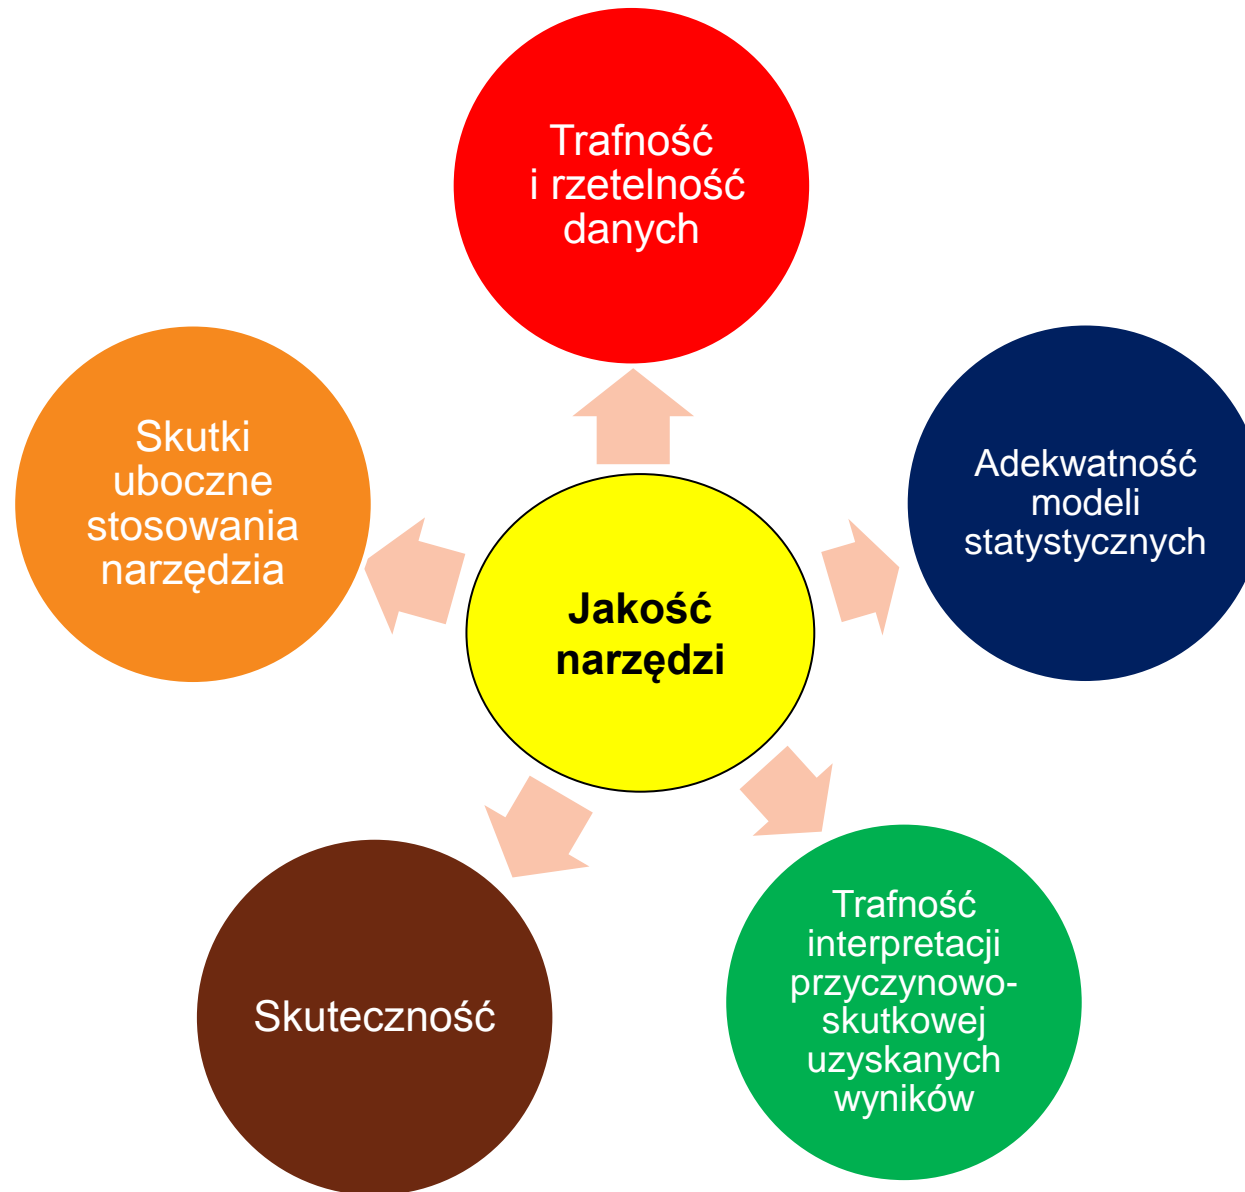 Trafność
i rzetelność
danych
Skutki
uboczne
stosowania
narzędzia
Adekwatność
modeli
statystycznych
Jakość
narzędzi
Skuteczność
Trafność
interpretacji
przyczynowo-
skutkowej
uzyskanych
wyników